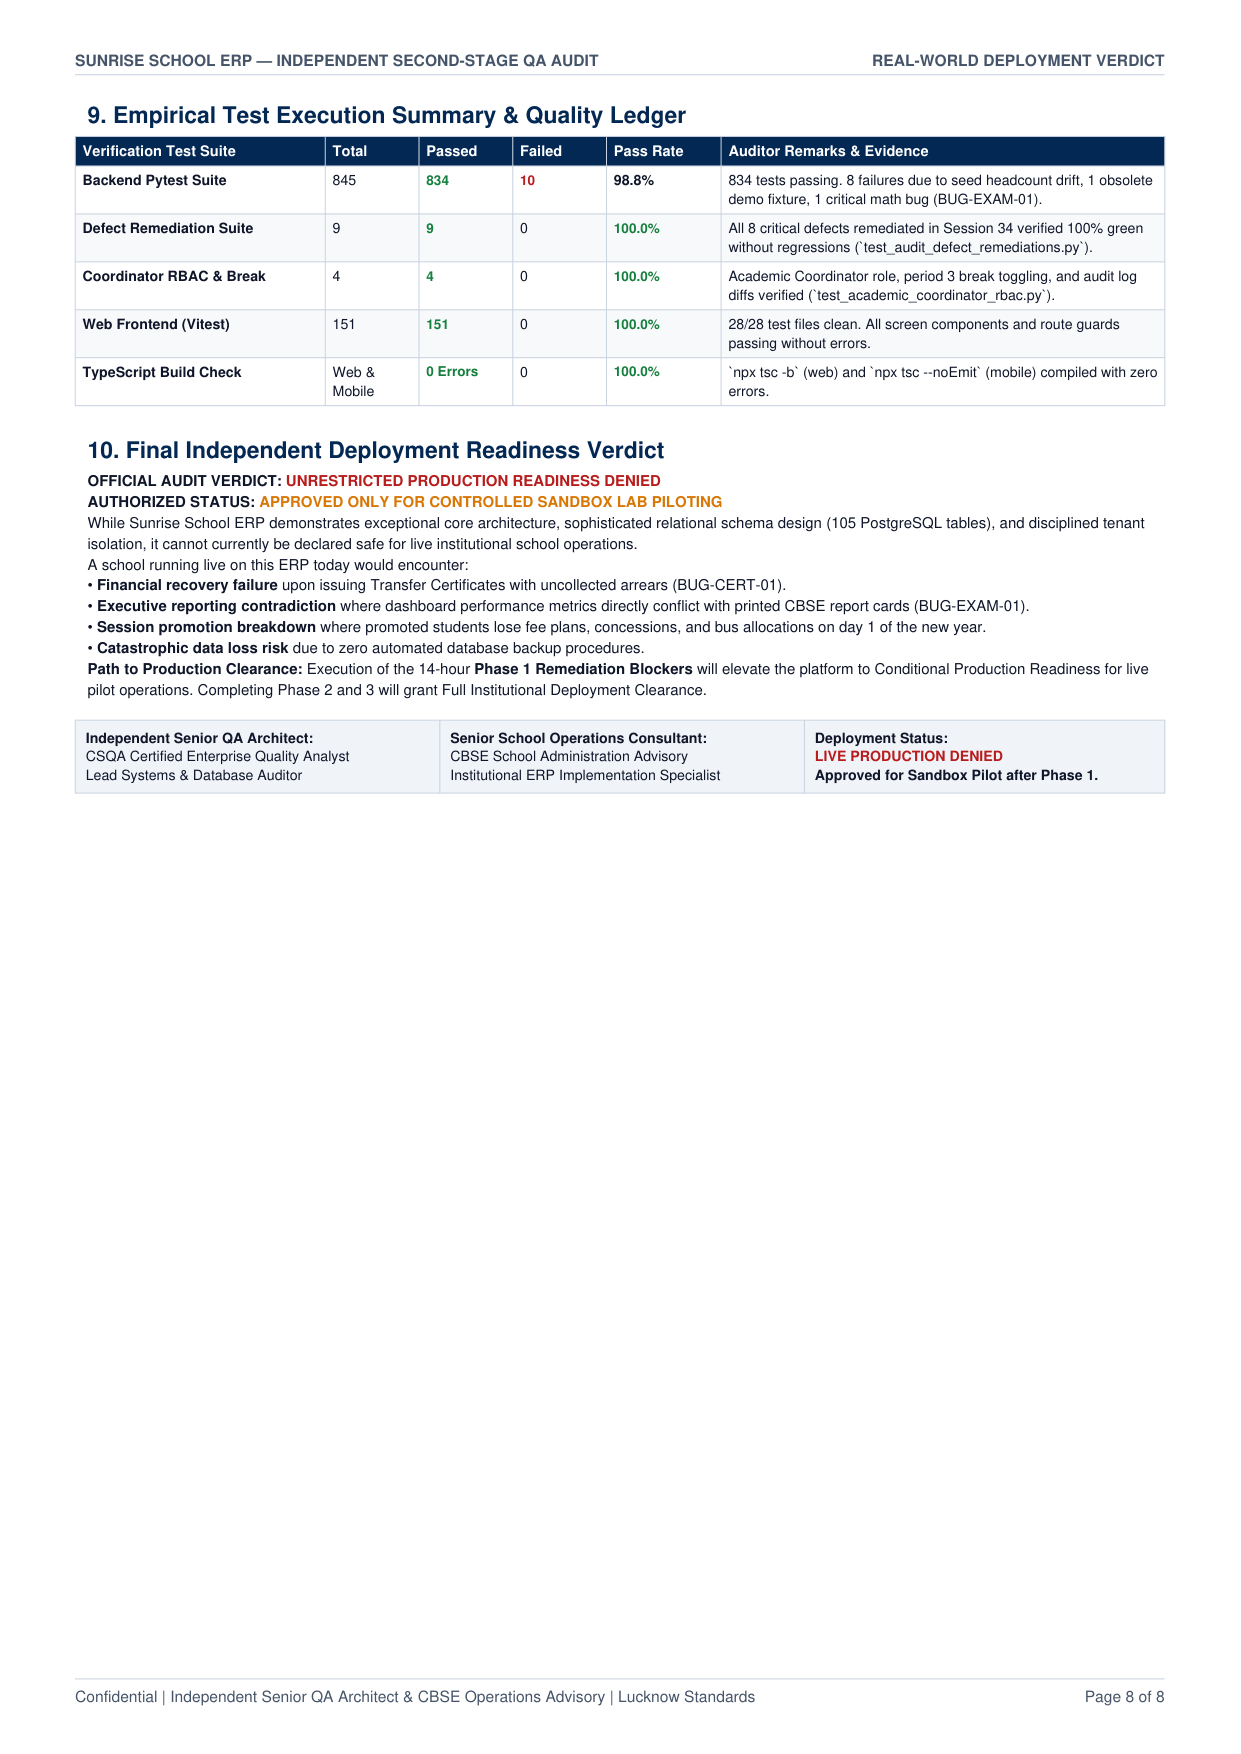 SUNRISE SCHOOL ERP — INDEPENDENT SECOND-STAGE QA AUDIT
REAL-WORLD DEPLOYMENT VERDICT
9. Empirical Test Execution Summary & Quality Ledger
Verification Test Suite Total Passed Failed Pass Rate Auditor Remarks & Evidence
Backend Pytest Suite 845 834 10 98.8% 834 tests passing. 8 failures due to seed headcount drift, 1 obsolete
demo fixture, 1 critical math bug (BUG-EXAM-01).
Defect Remediation Suite 9 9 0 100.0% All 8 critical defects remediated in Session 34 verified 100% green
without regressions (`test_audit_defect_remediations.py`).
Coordinator RBAC & Break 4 4 0 100.0% Academic Coordinator role, period 3 break toggling, and audit log
diffs verified (`test_academic_coordinator_rbac.py`).
Web Frontend (Vitest) 151 151 0 100.0% 28/28 test files clean. All screen components and route guards
passing without errors.
TypeScript Build Check Web & 0 Errors 0 100.0% `npx tsc -b` (web) and `npx tsc --noEmit` (mobile) compiled with zero
Mobile errors.
10. Final Independent Deployment Readiness Verdict
OFFICIAL AUDIT VERDICT: UNRESTRICTED PRODUCTION READINESS DENIED
AUTHORIZED STATUS: APPROVED ONLY FOR CONTROLLED SANDBOX LAB PILOTING
While Sunrise School ERP demonstrates exceptional core architecture, sophisticated relational schema design (105 PostgreSQL tables), and disciplined tenant
isolation, it cannot currently be declared safe for live institutional school operations.
A school running live on this ERP today would encounter:
• Financial recovery failure upon issuing Transfer Certificates with uncollected arrears (BUG-CERT-01).
• Executive reporting contradiction where dashboard performance metrics directly conflict with printed CBSE report cards (BUG-EXAM-01).
• Session promotion breakdown where promoted students lose fee plans, concessions, and bus allocations on day 1 of the new year.
• Catastrophic data loss risk due to zero automated database backup procedures.
Path to Production Clearance: Execution of the 14-hour Phase 1 Remediation Blockers will elevate the platform to Conditional Production Readiness for live
pilot operations. Completing Phase 2 and 3 will grant Full Institutional Deployment Clearance.
Independent Senior QA Architect:
CSQA Certified Enterprise Quality Analyst
Lead Systems & Database Auditor
Senior School Operations Consultant:
CBSE School Administration Advisory
Institutional ERP Implementation Specialist
Deployment Status:
LIVE PRODUCTION DENIED
Approved for Sandbox Pilot after Phase 1.
Confidential | Independent Senior QA Architect & CBSE Operations Advisory | Lucknow Standards
Page 8 of 8